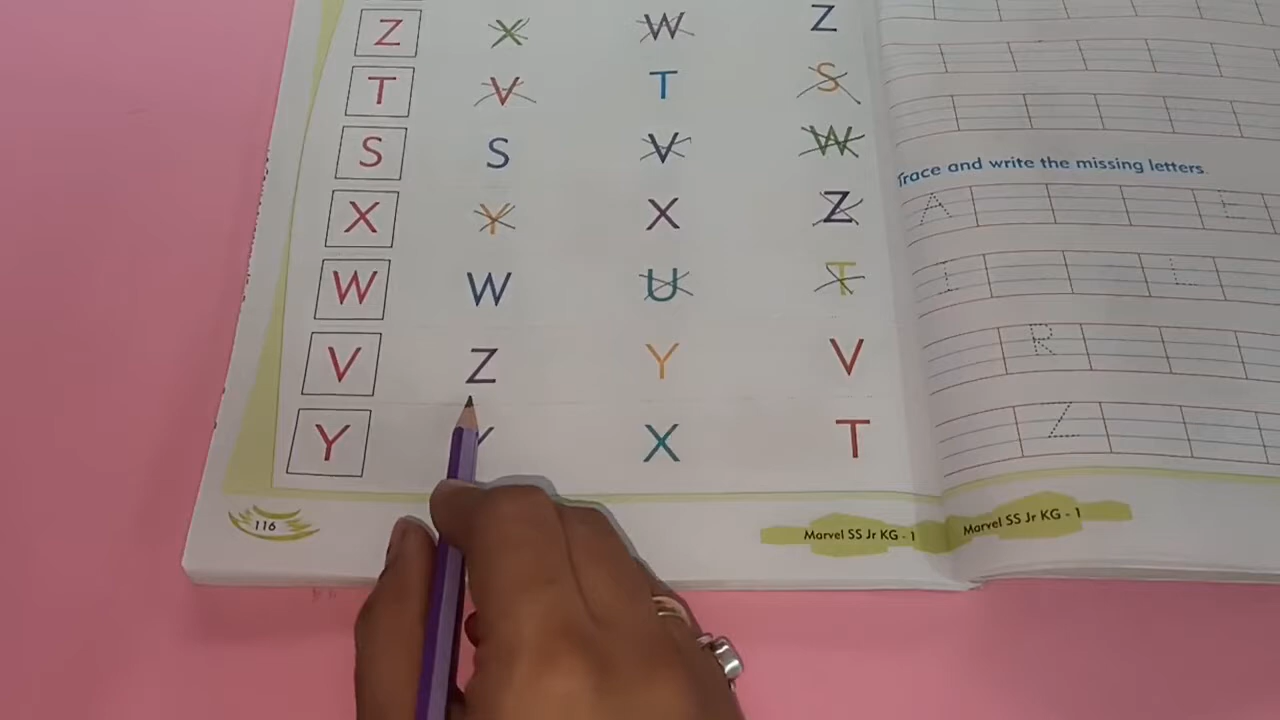 Z X W Z
T V T S
S S V W
X Y X Z
W W U T
V Z Y V
Y Y X T
116
Marvel SS Jr KG - 1
Trace and write the missing letters.
A E
I L
R
Z
Marvel SS Jr KG - 1